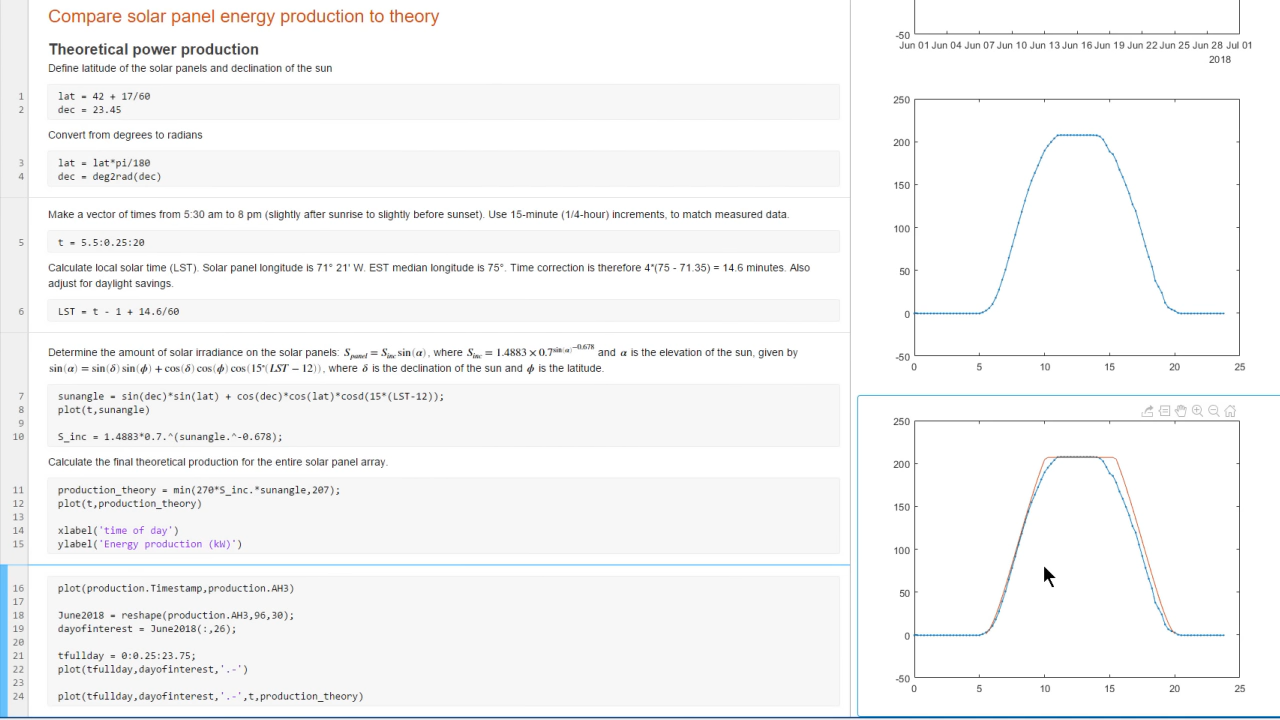 Compare solar panel energy production to theory
Theoretical power production
Define latitude of the solar panels and declination of the sun
1 lat = 42 + 17/60
2 dec = 23.45
Convert from degrees to radians
3 lat = lat*pi/180
4 dec = deg2rad(dec)
Make a vector of times from 5:30 am to 8 pm (slightly after sunrise to slightly before sunset). Use 15-minute (1/4-hour) increments, to match measured data.
5 t = 5.5:0.25:20
Calculate local solar time (LST). Solar panel longitude is 71° 21' W. EST median longitude is 75°. Time correction is therefore 4*(75 - 71.35) = 14.6 minutes. Also
adjust for daylight savings.
6 LST = t - 1 + 14.6/60
Determine the amount of solar irradiance on the solar panels: S_panel = S_inc sin(α), where S_inc = 1.4883 × 0.7^sin(α)^−0.678 and α is the elevation of the sun, given by
sin(α) = sin(δ) sin(ϕ) + cos(δ) cos(ϕ) cos(15°(LST − 12)), where δ is the declination of the sun and ϕ is the latitude.
7 sunangle = sin(dec)*sin(lat) + cos(dec)*cos(lat)*cosd(15*(LST-12));
8 plot(t,sunangle)
9
10 S_inc = 1.4883*0.7.^(sunangle.^-0.678);
Calculate the final theoretical production for the entire solar panel array.
11 production_theory = min(270*S_inc.*sunangle,207);
12 plot(t,production_theory)
13
14 xlabel('time of day')
15 ylabel('Energy production (kW)')
16 plot(production.Timestamp,production.AH3)
17
18 June2018 = reshape(production.AH3,96,30);
19 dayofinterest = June2018(:,26);
20
21 tfullday = 0:0.25:23.75;
22 plot(tfullday,dayofinterest,'.-')
23
24 plot(tfullday,dayofinterest,'.-',t,production_theory)
-50
Jun 01 Jun 04 Jun 07 Jun 10 Jun 13 Jun 16 Jun 19 Jun 22 Jun 25 Jun 28 Jul 01
2018
250
200
150
100
50
0
-50
0 5 10 15 20 25
250
200
150
100
50
0
-50
0 5 10 15 20 25